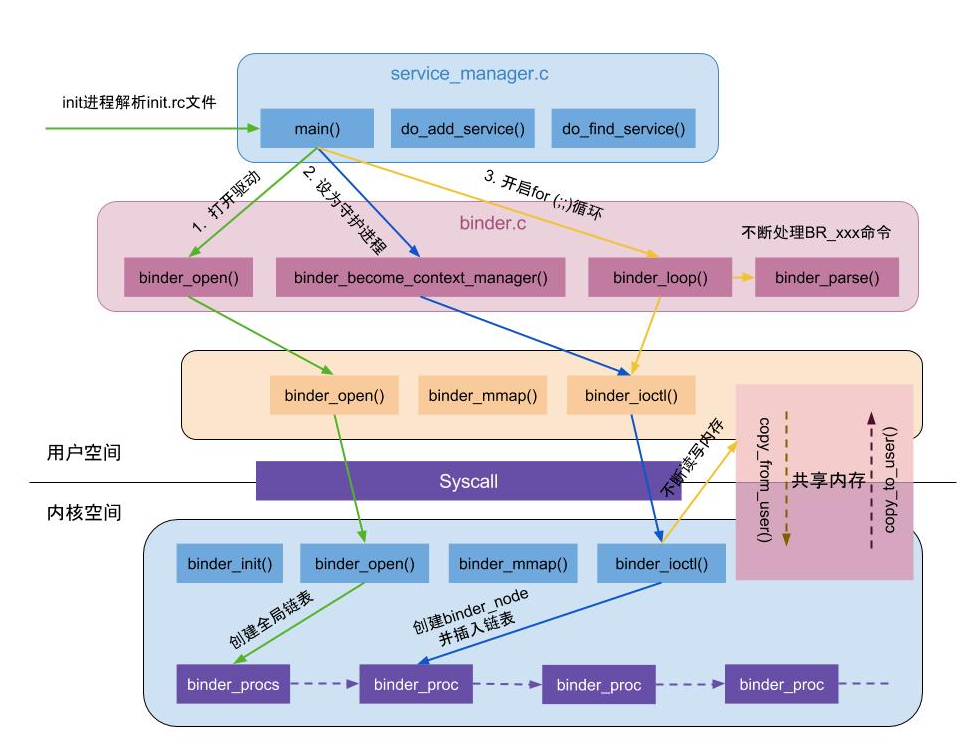 service_manager.c
init进程解析init.rc文件
main()
do_add_service()
do_find_service()
1. 打开驱动
2. 设为守护进程
3. 开启for (;;)循环
binder.c
不断处理BR_xxx命令
binder_open()
binder_become_context_manager()
binder_loop()
binder_parse()
binder_open()
binder_mmap()
binder_ioctl()
用户空间
Syscall
不断读写内存
copy_from_user()
共享内存
copy_to_user()
内核空间
binder_init()
binder_open()
binder_mmap()
binder_ioctl()
创建全局链表
创建binder_node
并插入链表
binder_procs
binder_proc
binder_proc
binder_proc